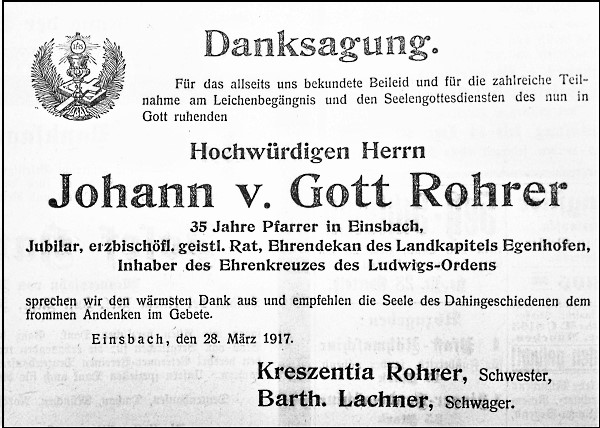 Danksagung.
Für das allseits uns bekundete Beileid und für die zahlreiche Teil-
nahme am Leichenbegängnis und den Seelengottesdiensten des nun in
Gott ruhenden
Hochwürdigen Herrn
Johann v. Gott Rohrer
35 Jahre Pfarrer in Einsbach,
Jubilar, erzbischöfl. geistl. Rat, Ehrendekan des Landkapitels Egenhofen,
Inhaber des Ehrenkreuzes des Ludwigs-Ordens
sprechen wir den wärmsten Dank aus und empfehlen die Seele des Dahingeschiedenen dem
frommen Andenken im Gebete.
Einsbach, den 28. März 1917.
Kreszentia Rohrer, Schwester,
Barth. Lachner, Schwager.